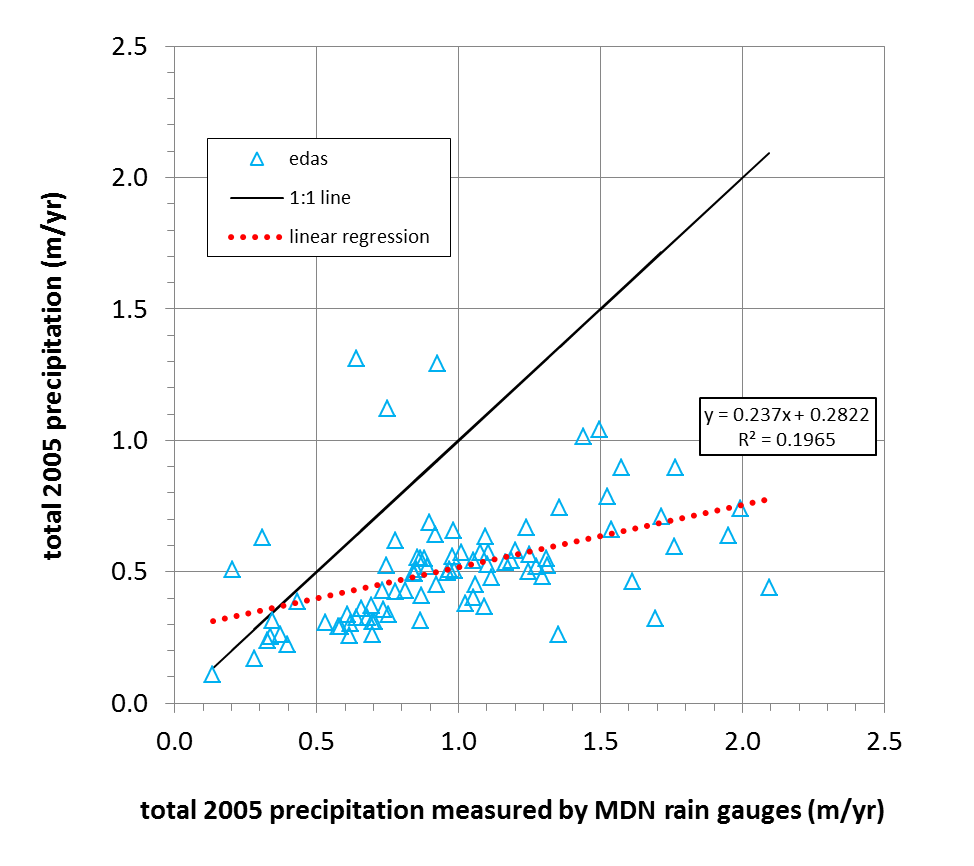 2.5
2.0
1.5
1.0
0.5
0.0
total 2005 precipitation (m/yr)
edas
1:1 line
linear regression
y = 0.237x + 0.2822
R² = 0.1965
0.0 0.5 1.0 1.5 2.0 2.5
total 2005 precipitation measured by MDN rain gauges (m/yr)